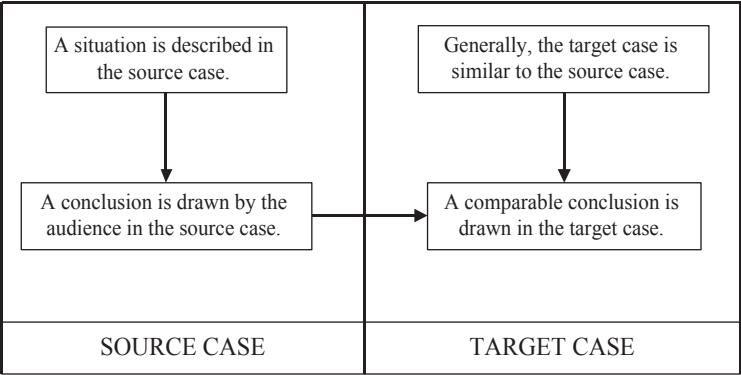 A situation is described in
the source case.
Generally, the target case is
similar to the source case.
A conclusion is drawn by the
audience in the source case.
A comparable conclusion is
drawn in the target case.
SOURCE CASE
TARGET CASE